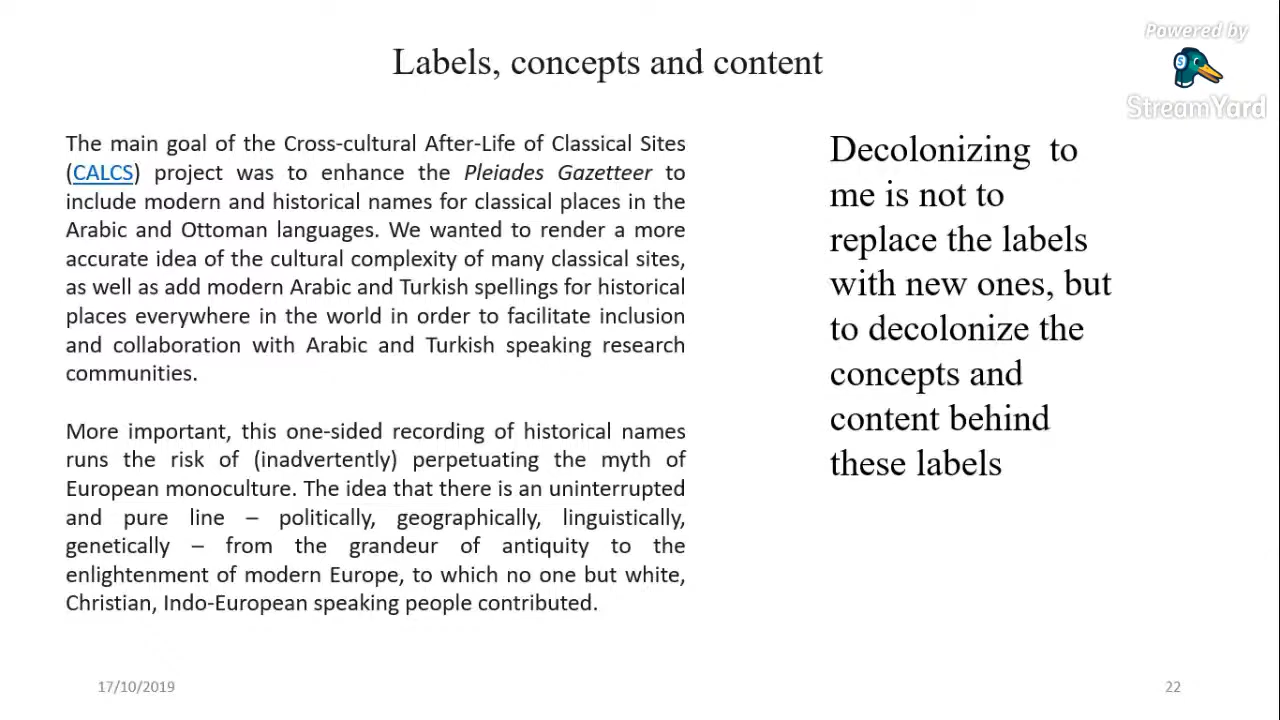 Powered by
StreamYard
Labels, concepts and content
The main goal of the Cross-cultural After-Life of Classical Sites
(CALCS) project was to enhance the Pleiades Gazetteer to
include modern and historical names for classical places in the
Arabic and Ottoman languages. We wanted to render a more
accurate idea of the cultural complexity of many classical sites,
as well as add modern Arabic and Turkish spellings for historical
places everywhere in the world in order to facilitate inclusion
and collaboration with Arabic and Turkish speaking research
communities.
More important, this one-sided recording of historical names
runs the risk of (inadvertently) perpetuating the myth of
European monoculture. The idea that there is an uninterrupted
and pure line – politically, geographically, linguistically,
genetically – from the grandeur of antiquity to the
enlightenment of modern Europe, to which no one but white,
Christian, Indo-European speaking people contributed.
Decolonizing to
me is not to
replace the labels
with new ones, but
to decolonize the
concepts and
content behind
these labels
17/10/2019
22